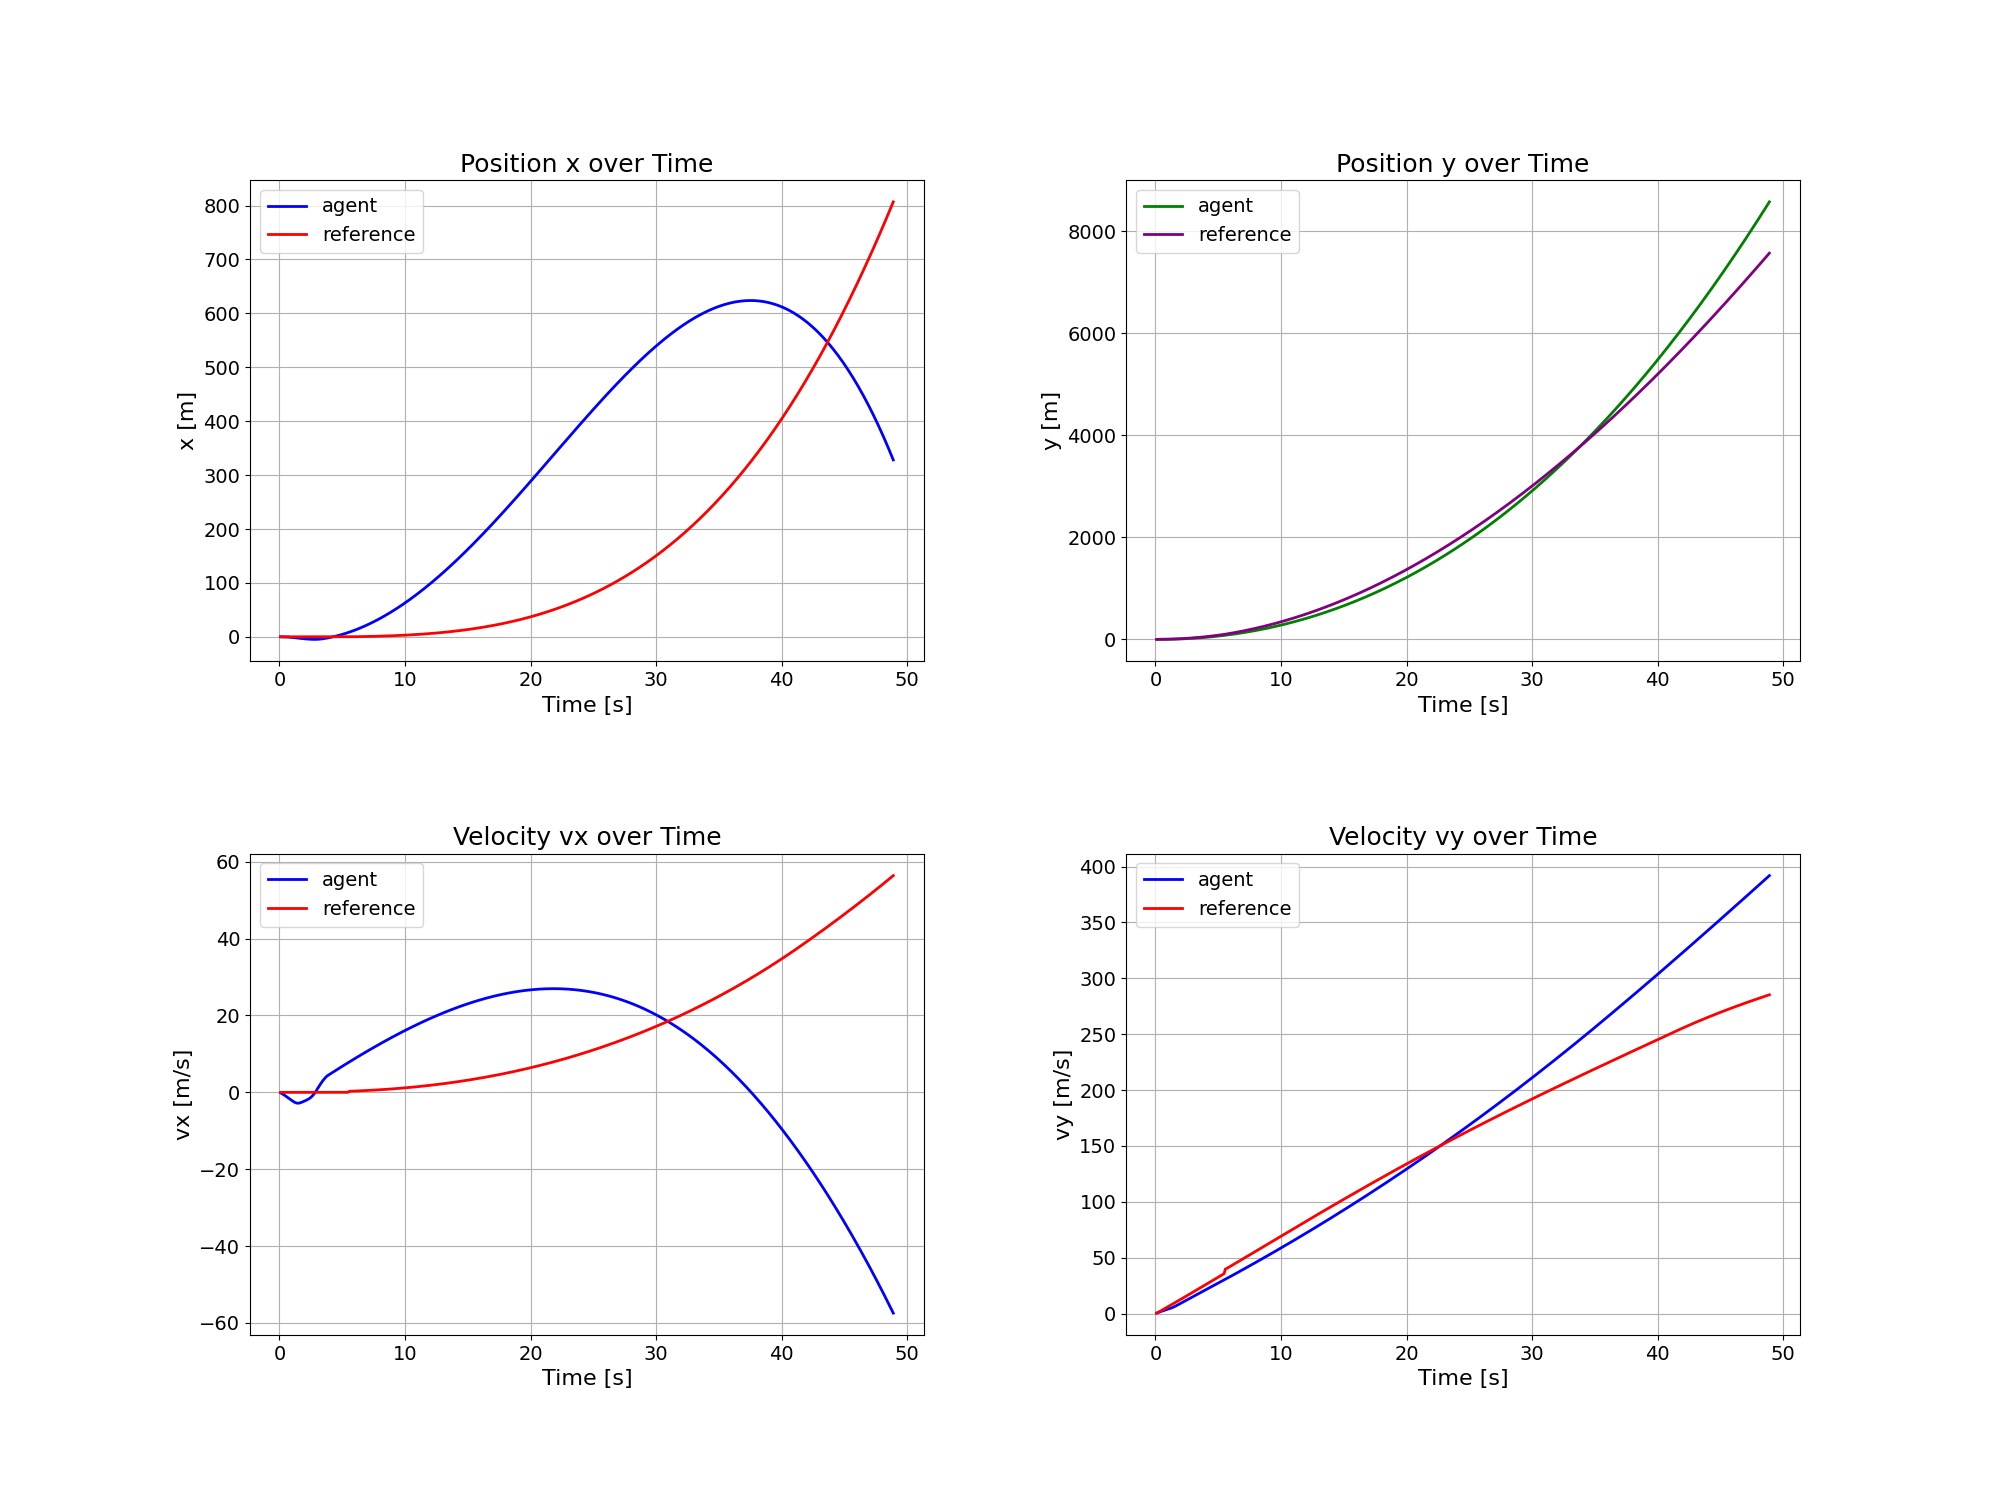 Position x over Time
agent
reference
800
700
600
500
400
300
200
100
0
x [m]
0 10 20 30 40 50
Time [s]
Position y over Time
agent
reference
8000
6000
4000
2000
0
y [m]
0 10 20 30 40 50
Time [s]
Velocity vx over Time
agent
reference
60
40
20
0
−20
−40
−60
vx [m/s]
0 10 20 30 40 50
Time [s]
Velocity vy over Time
agent
reference
400
350
300
250
200
150
100
50
0
vy [m/s]
0 10 20 30 40 50
Time [s]